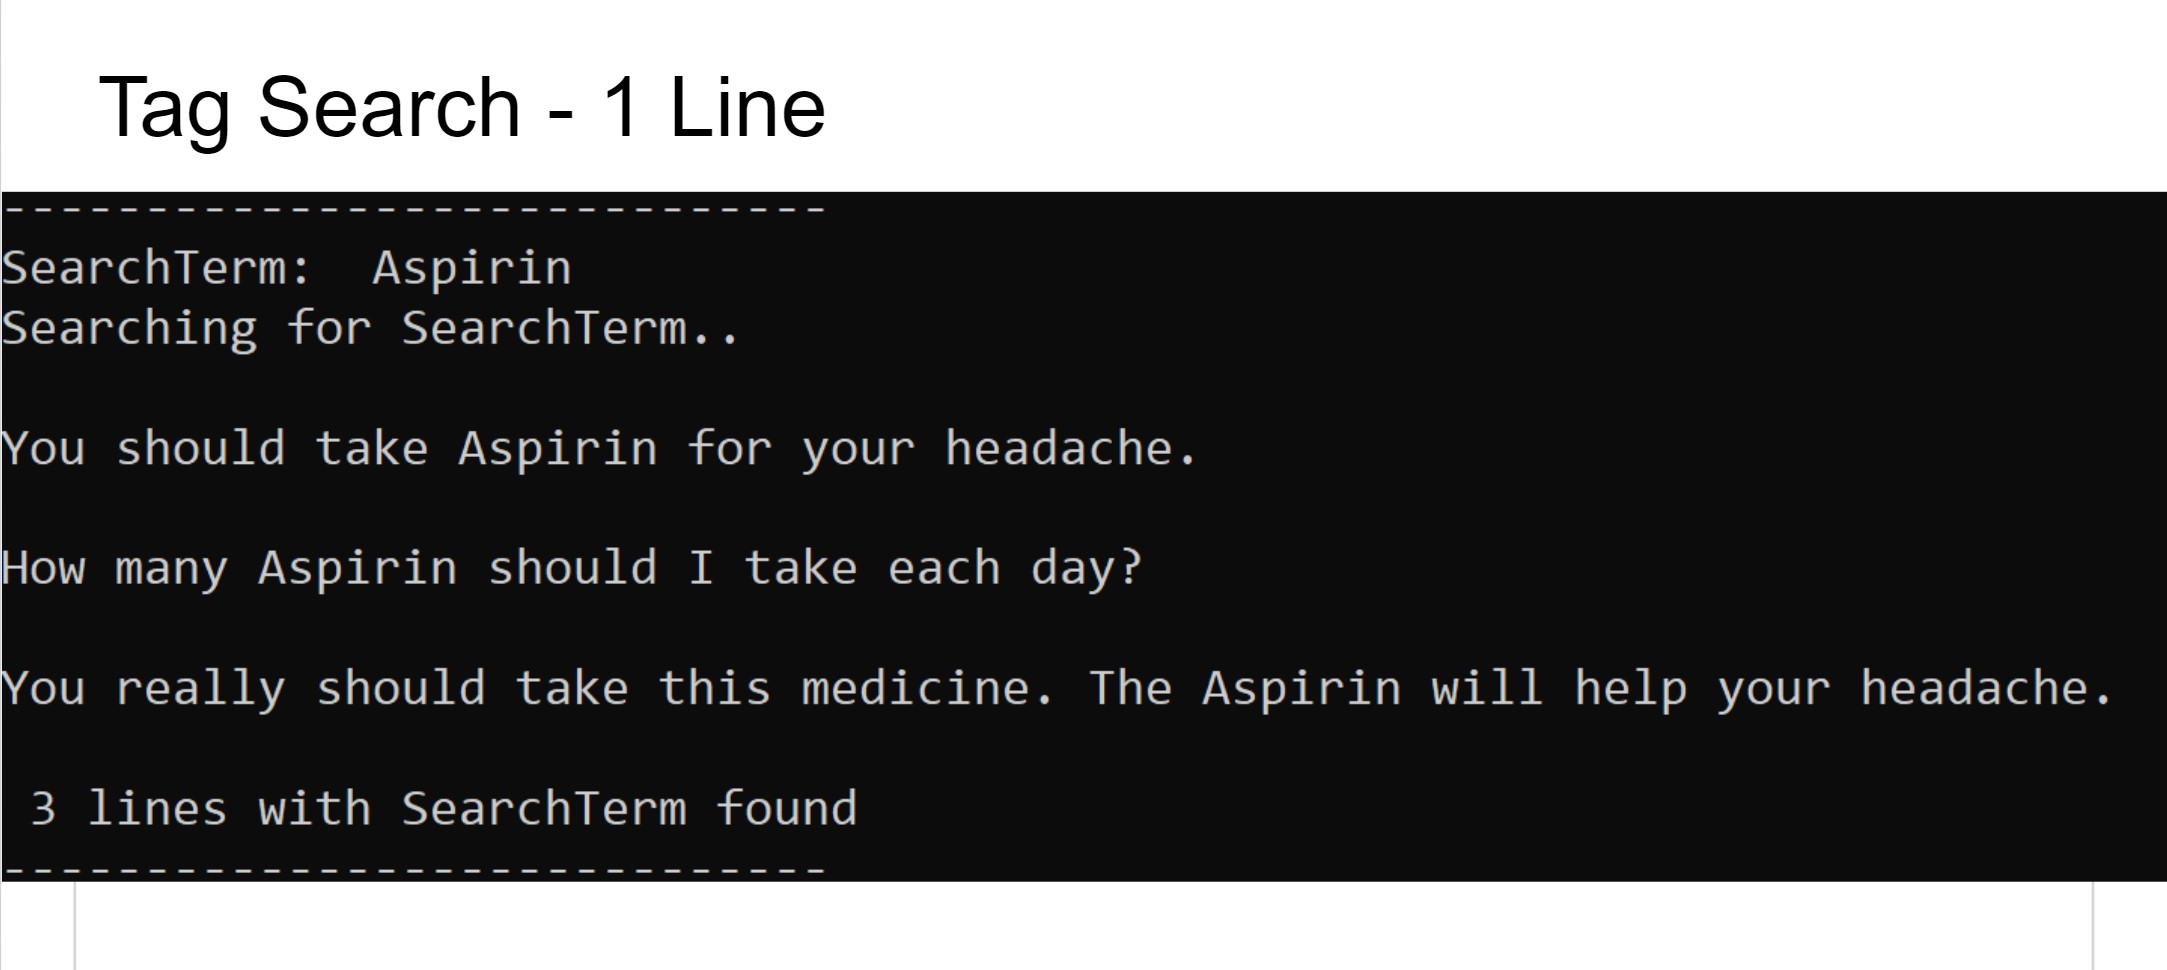 Tag Search - 1 Line
-----------------------------
SearchTerm:  Aspirin
Searching for SearchTerm..
You should take Aspirin for your headache.
How many Aspirin should I take each day?
You really should take this medicine. The Aspirin will help your headache.
3 lines with SearchTerm found
-----------------------------